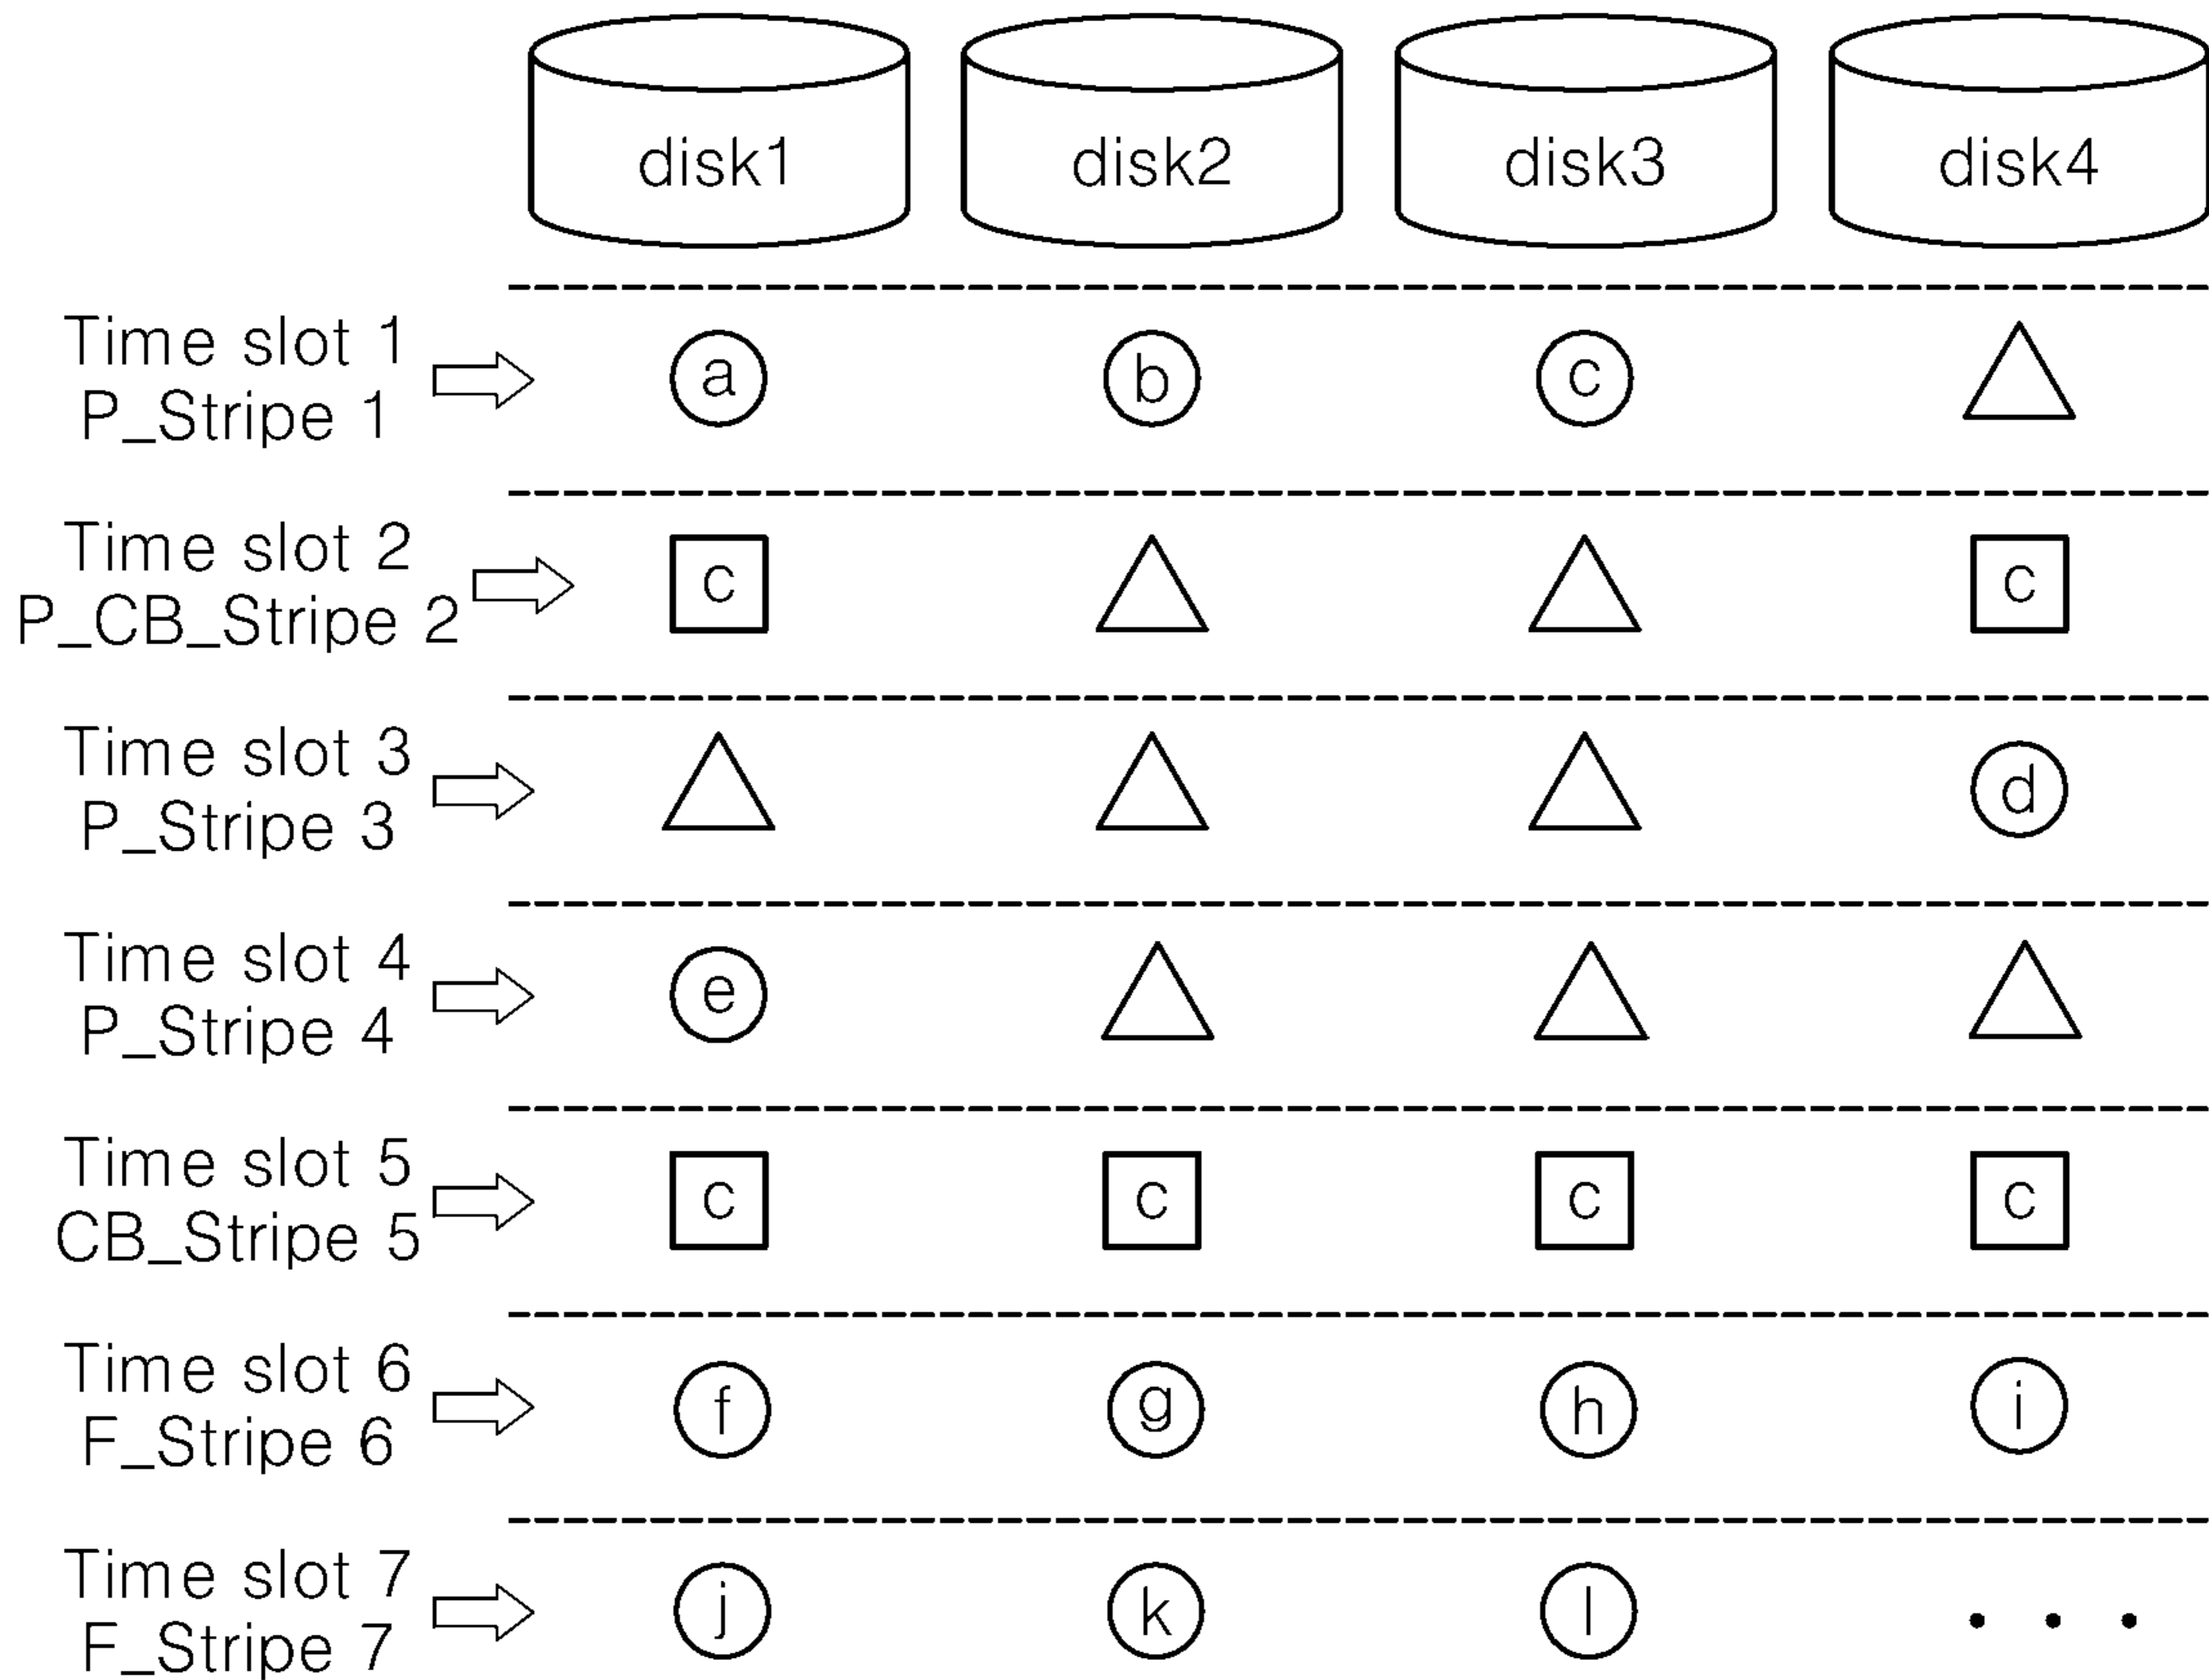 disk1 disk2 disk3 disk4
Time slot 1
P_Stripe 1
a b c
Time slot 2
P_CB_Stripe 2
c c
Time slot 3
P_Stripe 3
d
Time slot 4
P_Stripe 4
e
Time slot 5
CB_Stripe 5
c c c c
Time slot 6
F_Stripe 6
f g h i
Time slot 7
F_Stripe 7
j k l . . .